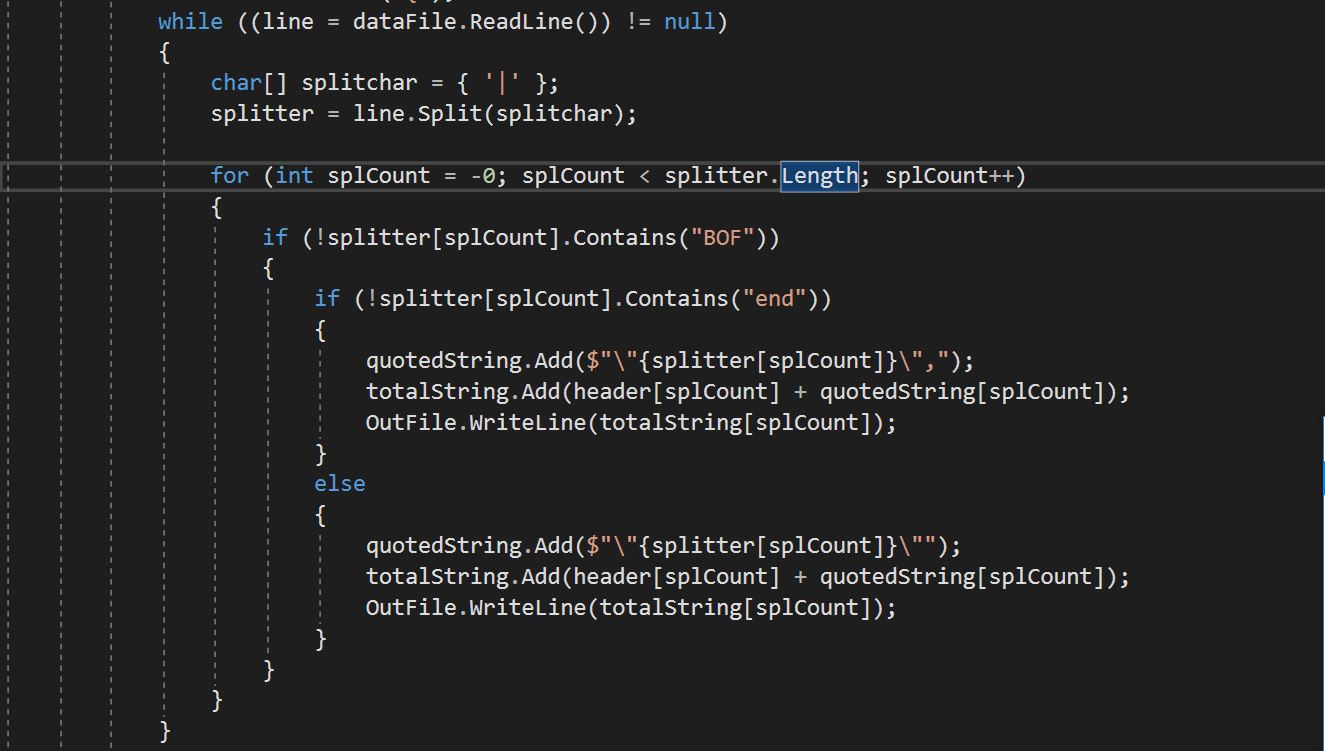 while ((line = dataFile.ReadLine()) != null)
{
char[] splitchar = { '|' };
splitter = line.Split(splitchar);
for (int splCount = -0; splCount < splitter.Length; splCount++)
{
if (!splitter[splCount].Contains("BOF"))
{
if (!splitter[splCount].Contains("end"))
{
quotedString.Add($"\"{splitter[splCount]}\",");
totalString.Add(header[splCount] + quotedString[splCount]);
OutFile.WriteLine(totalString[splCount]);
}
else
{
quotedString.Add($"\"{splitter[splCount]}\"");
totalString.Add(header[splCount] + quotedString[splCount]);
OutFile.WriteLine(totalString[splCount]);
}
}
}
}